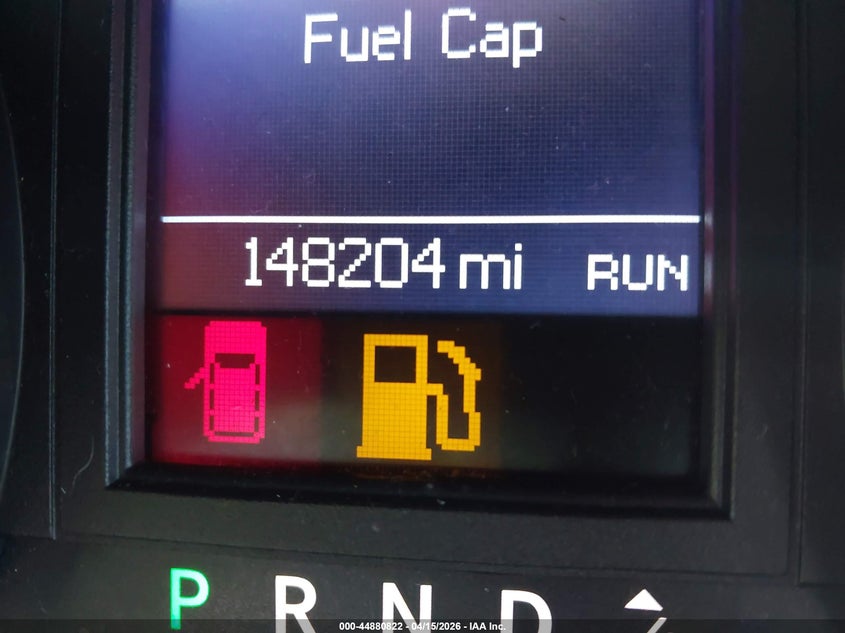 Fuel Cap
148204 mi RUN
P R N D
000-44880822 - 04/15/2026 - IAA Inc.